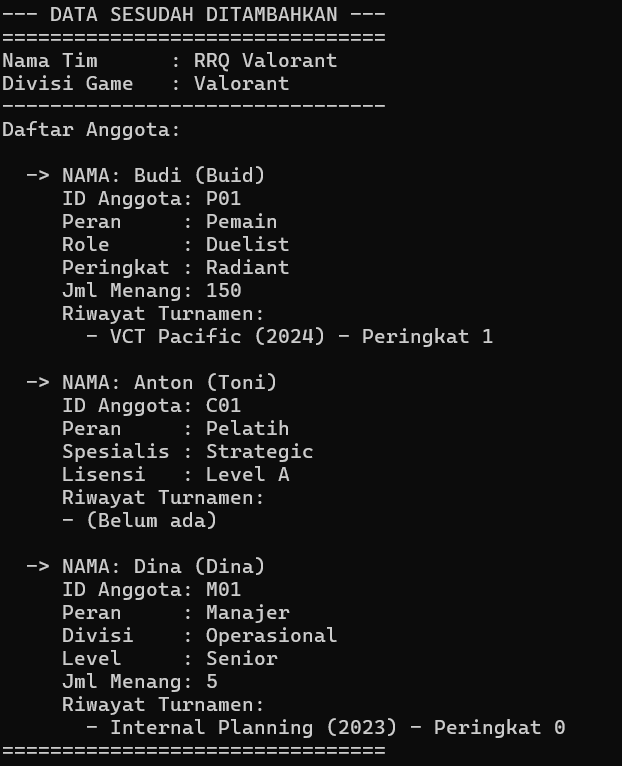 --- DATA SESUDAH DITAMBAHKAN ---
================================
Nama Tim      : RRQ Valorant
Divisi Game   : Valorant
--------------------------------
Daftar Anggota:

  -> NAMA: Budi (Buid)
     ID Anggota: P01
     Peran     : Pemain
     Role      : Duelist
     Peringkat : Radiant
     Jml Menang: 150
     Riwayat Turnamen:
       - VCT Pacific (2024) - Peringkat 1

  -> NAMA: Anton (Toni)
     ID Anggota: C01
     Peran     : Pelatih
     Spesialis : Strategic
     Lisensi   : Level A
     Riwayat Turnamen:
     - (Belum ada)

  -> NAMA: Dina (Dina)
     ID Anggota: M01
     Peran     : Manajer
     Divisi    : Operasional
     Level     : Senior
     Jml Menang: 5
     Riwayat Turnamen:
       - Internal Planning (2023) - Peringkat 0
================================